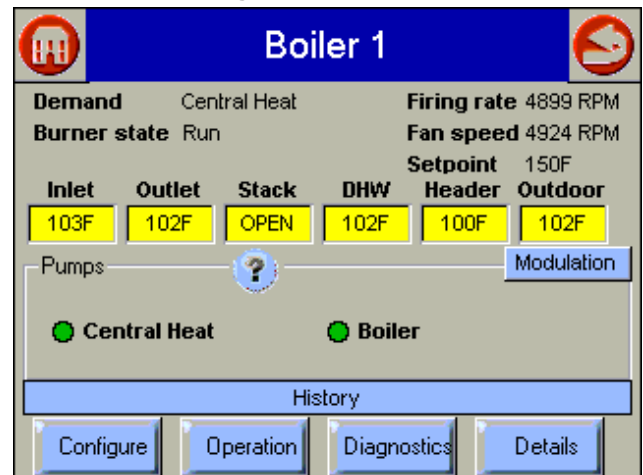 Boiler 1
Demand Central Heat Firing rate 4899 RPM
Burner state Run Fan speed 4924 RPM
Setpoint 150F
Inlet Outlet Stack DHW Header Outdoor
103F 102F OPEN 102F 100F 102F
Pumps ? Modulation
Central Heat Boiler
History
Configure Operation Diagnostics Details